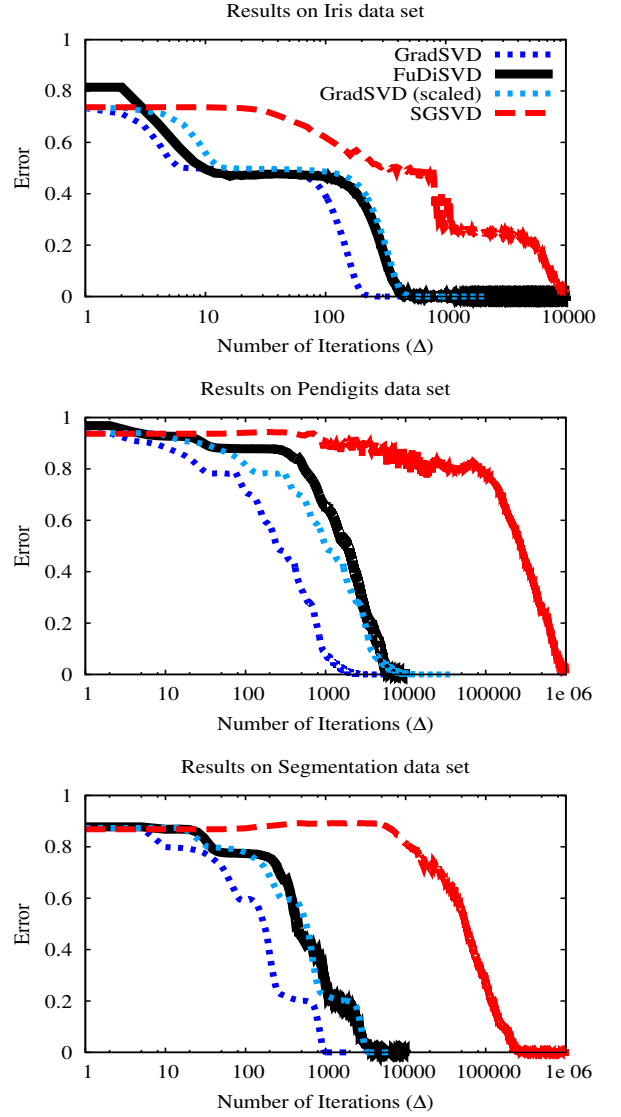 Results on Iris data set
GradSVD
FuDiSVD
GradSVD (scaled)
SGSVD
1
0.8
0.6
0.4
0.2
0
Error
1 10 100 1000 10000
Number of Iterations (Δ)
Results on Pendigits data set
1
0.8
0.6
0.4
0.2
0
Error
1 10 100 1000 10000 100000 1e 06
Number of Iterations (Δ)
Results on Segmentation data set
1
0.8
0.6
0.4
0.2
0
Error
1 10 100 1000 10000 100000 1e 06
Number of Iterations (Δ)